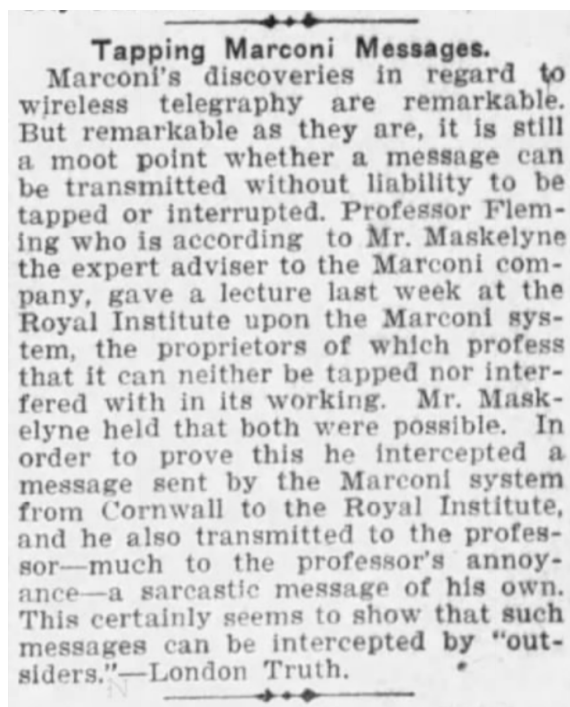 Tapping Marconi Messages.
Marconi's discoveries in regard to
wireless telegraphy are remarkable.
But remarkable as they are, it is still
a moot point whether a message can
be transmitted without liability to be
tapped or interrupted. Professor Flem-
ing who is according to Mr. Maskelyne
the expert adviser to the Marconi com-
pany, gave a lecture last week at the
Royal Institute upon the Marconi sys-
tem, the proprietors of which profess
that it can neither be tapped nor inter-
fered with in its working. Mr. Mask-
elyne held that both were possible. In
order to prove this he intercepted a
message sent by the Marconi system
from Cornwall to the Royal Institute,
and he also transmitted to the profes-
sor—much to the professor's annoy-
ance—a sarcastic message of his own.
This certainly seems to show that such
messages can be intercepted by "out-
siders."—London Truth.